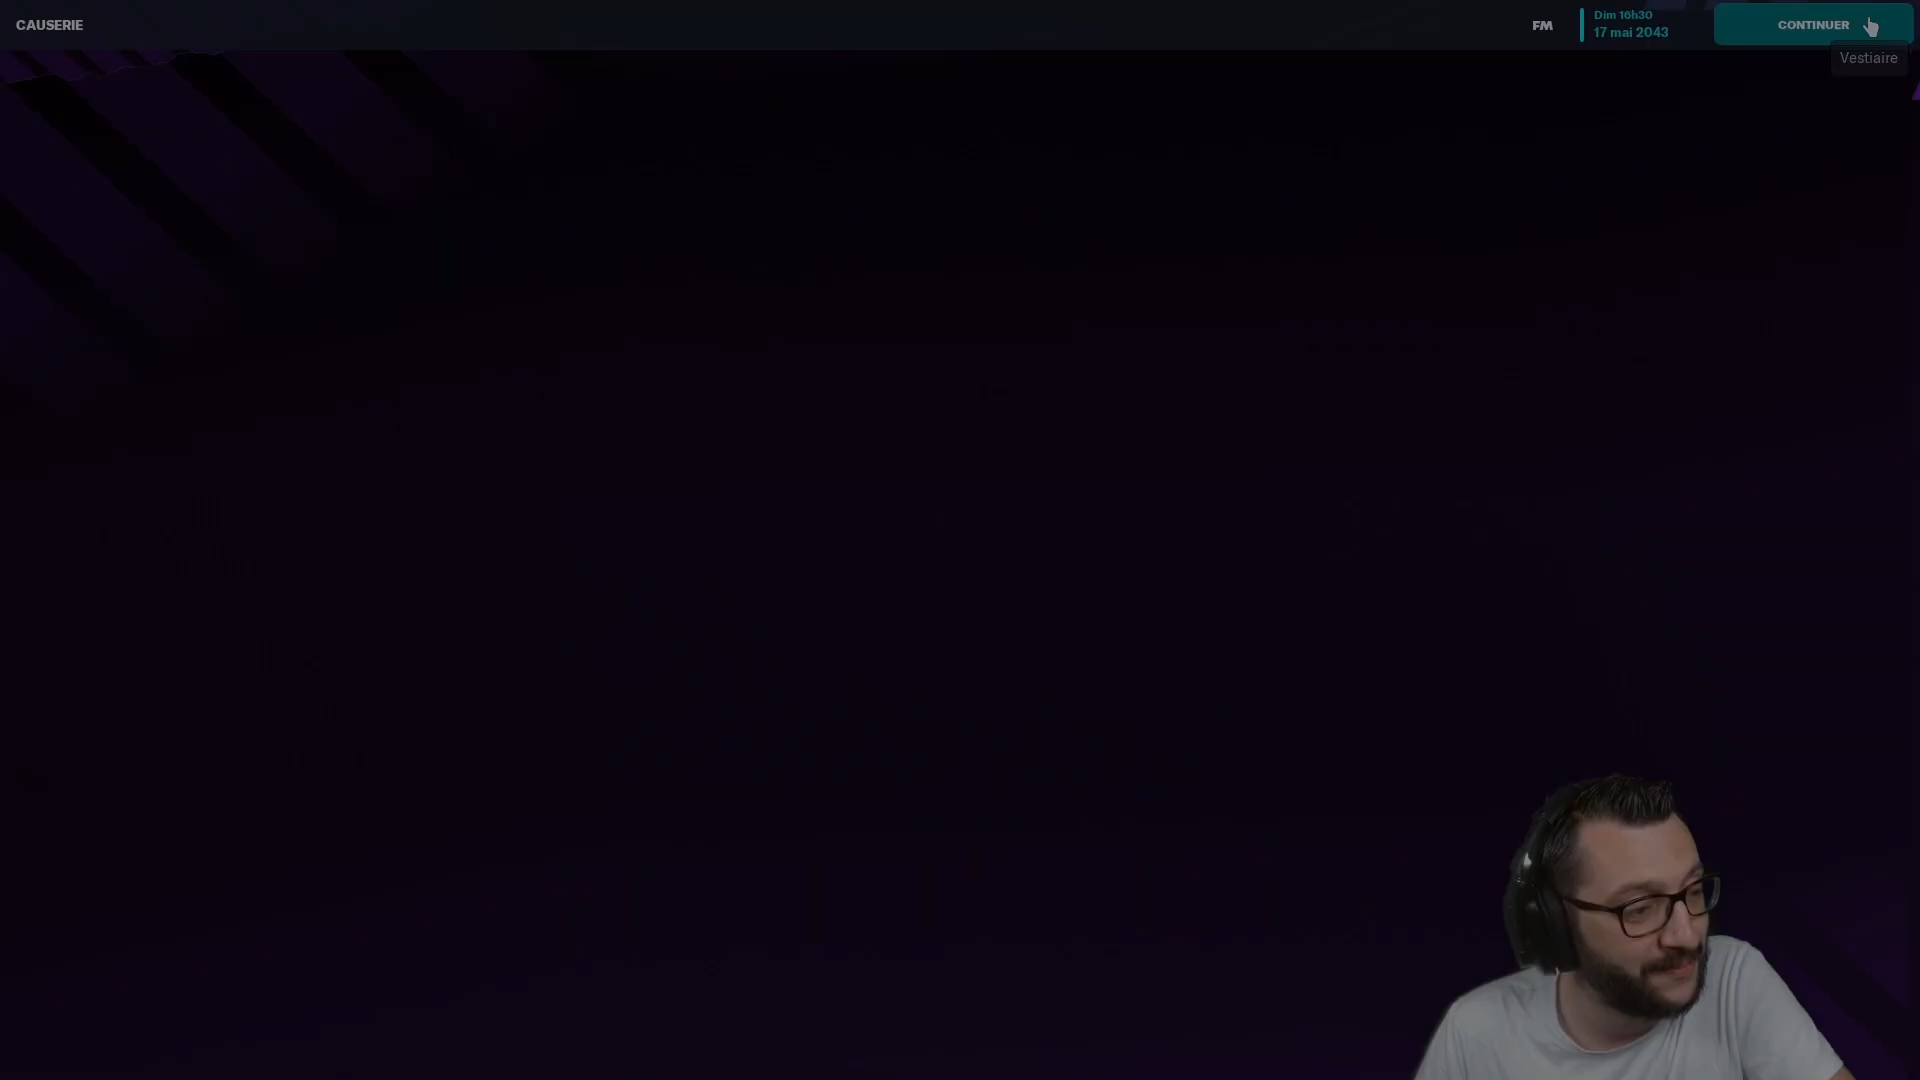 CAUSERIE
FM
Dim 16h30
17 mai 2043
CONTINUER
Vestiaire